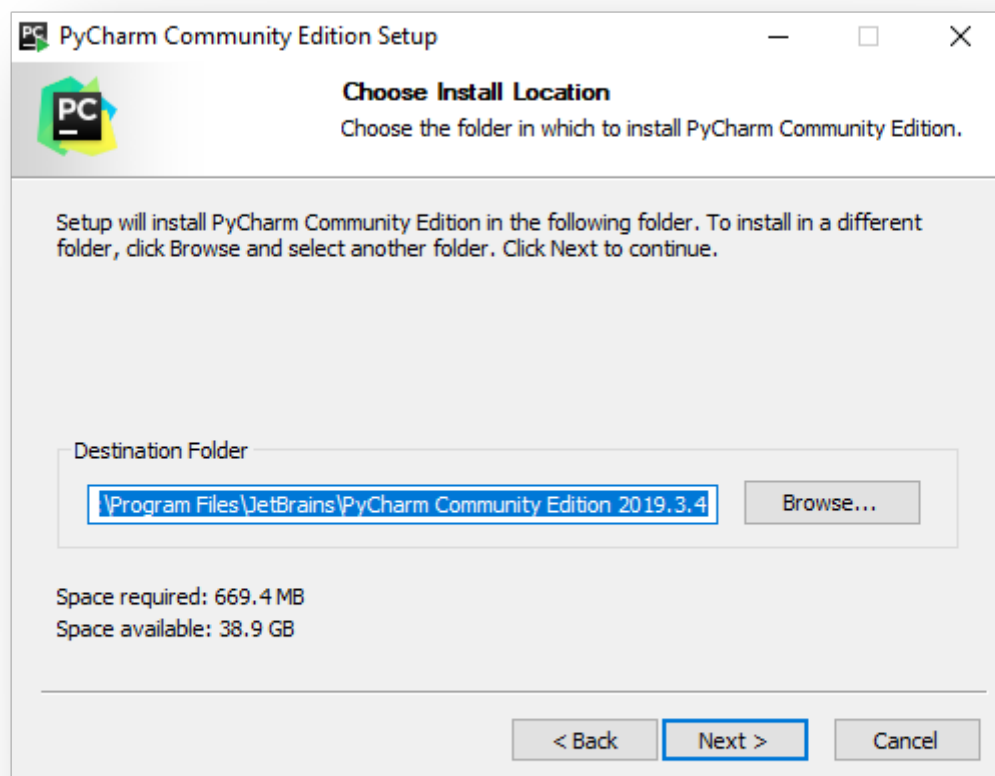 PyCharm Community Edition Setup
PC
Choose Install Location
Choose the folder in which to install PyCharm Community Edition.
Setup will install PyCharm Community Edition in the following folder. To install in a different
folder, click Browse and select another folder. Click Next to continue.
Destination Folder
:\Program Files\JetBrains\PyCharm Community Edition 2019.3.4
Browse...
Space required: 669.4 MB
Space available: 38.9 GB
< Back
Next >
Cancel